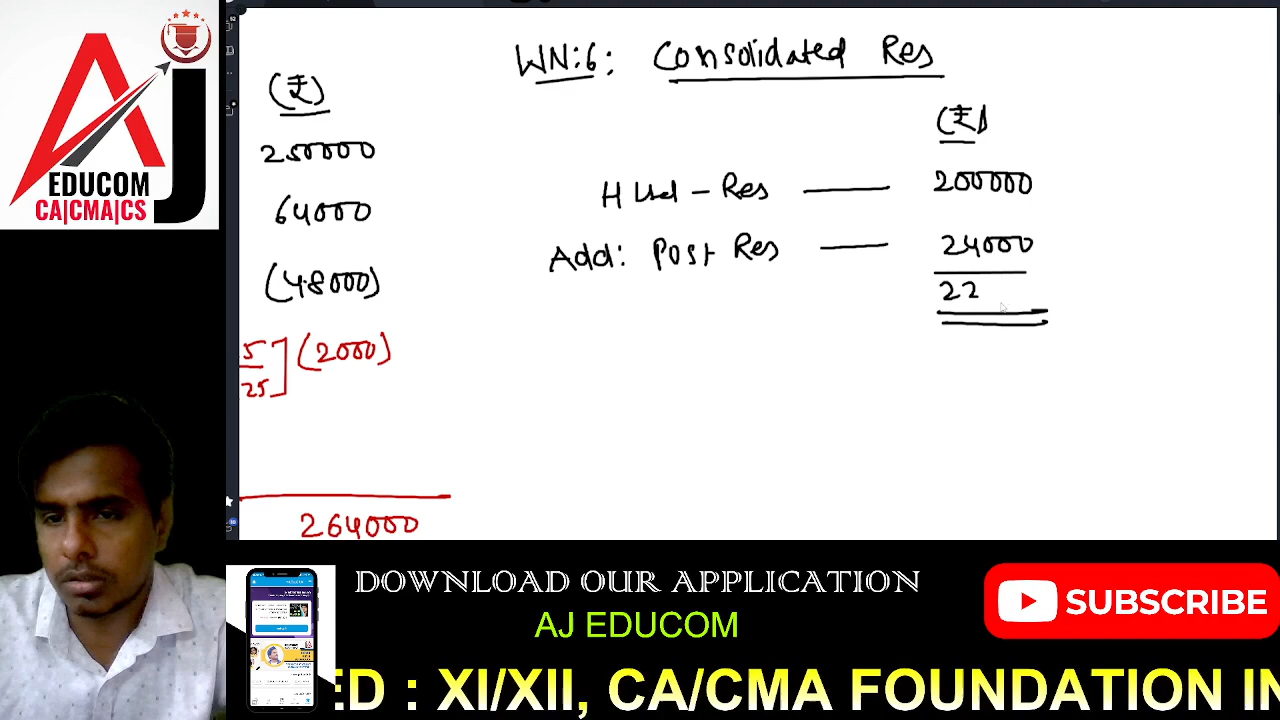 AJ
EDUCOM
CA|CMA|CS
(₹)
250000
64000
(48000)
5
25 ] (2000)
264000
WN:6: Consolidated Res
(₹)
H Ltd - Res — 200000
Add: Post Res — 24000
22
DOWNLOAD OUR APPLICATION
AJ EDUCOM
SUBSCRIBE
ED : XI/XII, CA/CMA FOUNDATION IN